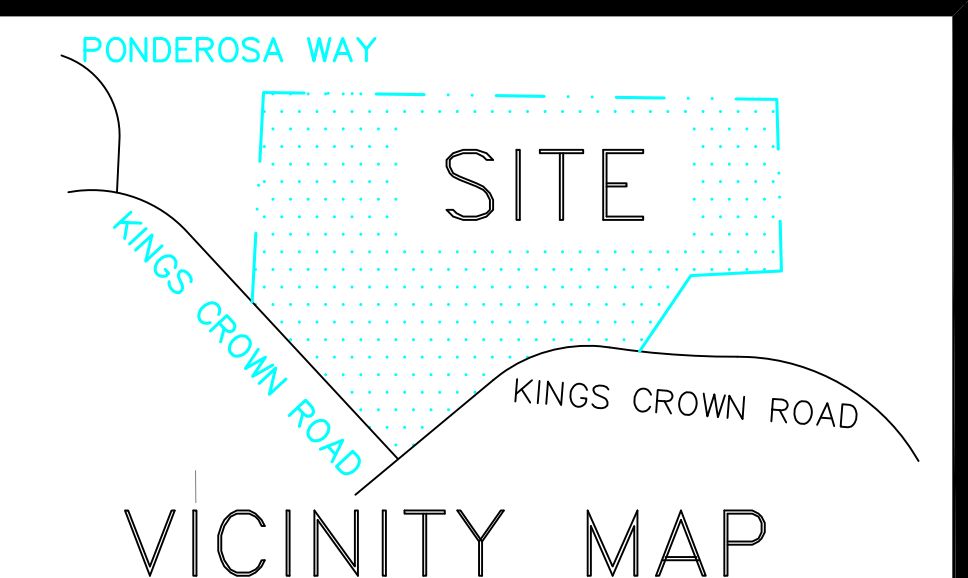 PONDEROSA WAY
SITE
KINGS CROWN ROAD
KINGS CROWN ROAD
VICINITY MAP